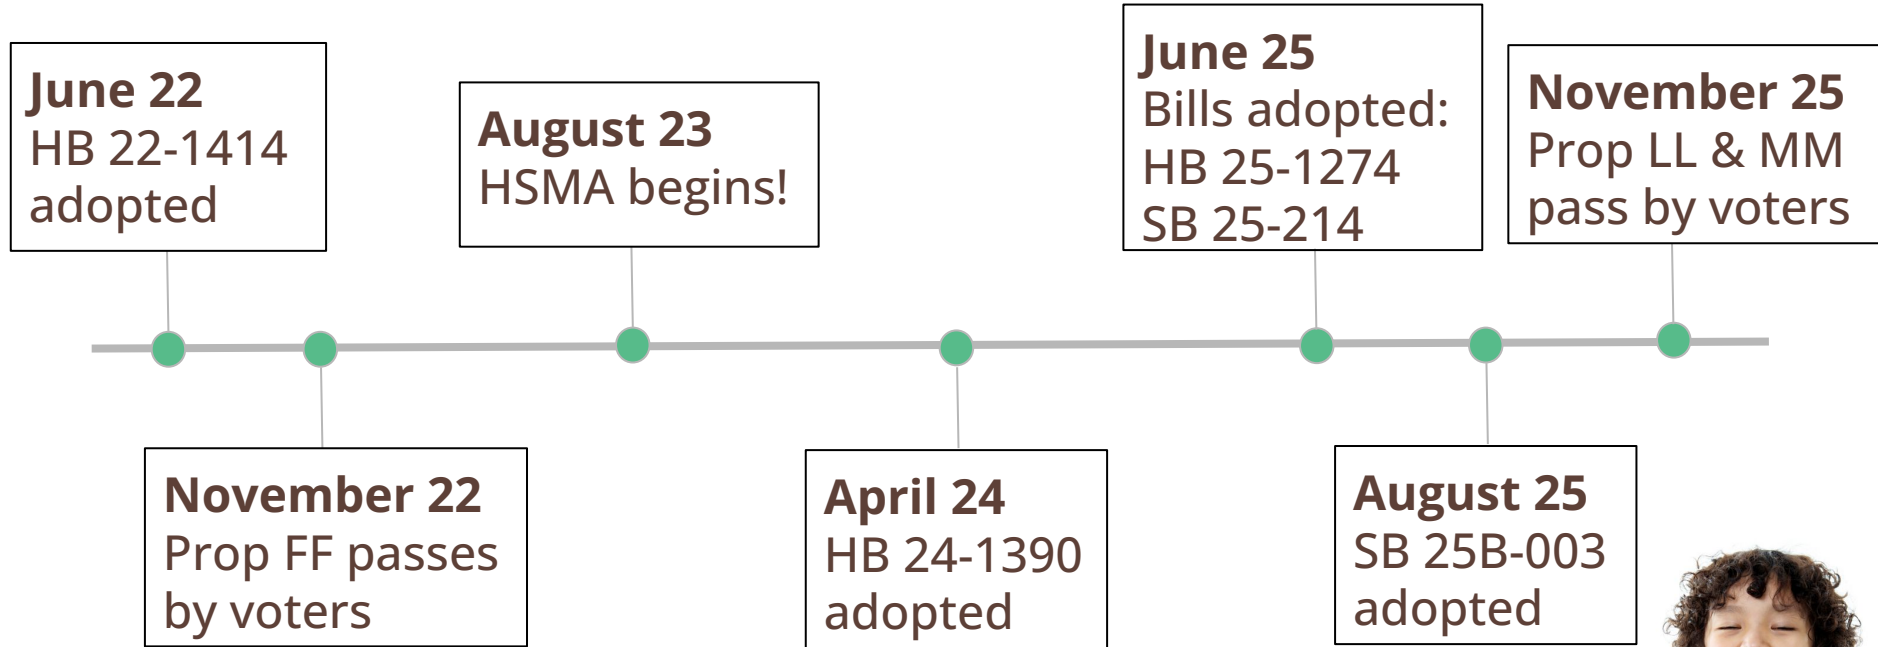 June 22
HB 22-1414
adopted
November 22
Prop FF passes
by voters
August 23
HSMA begins!
April 24
HB 24-1390
adopted
June 25
Bills adopted:
HB 25-1274
SB 25-214
August 25
SB 25B-003
adopted
November 25
Prop LL & MM
pass by voters